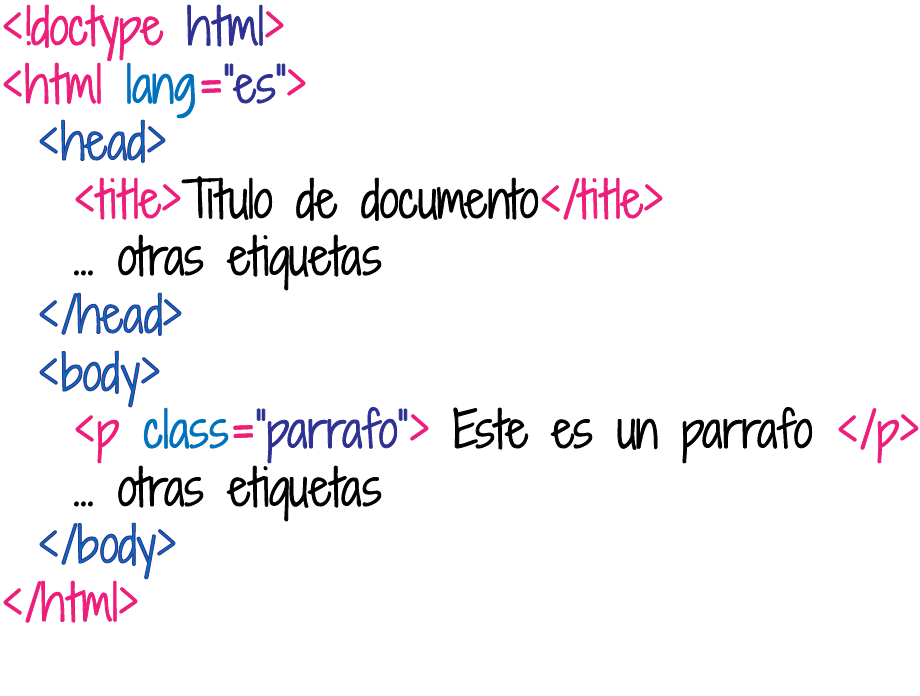 <!doctype html>
<html lang="es">
<head>
<title>Título de documento</title>
... otras etiquetas
</head>
<body>
<p class="parrafo"> Este es un parrafo </p>
... otras etiquetas
</body>
</html>